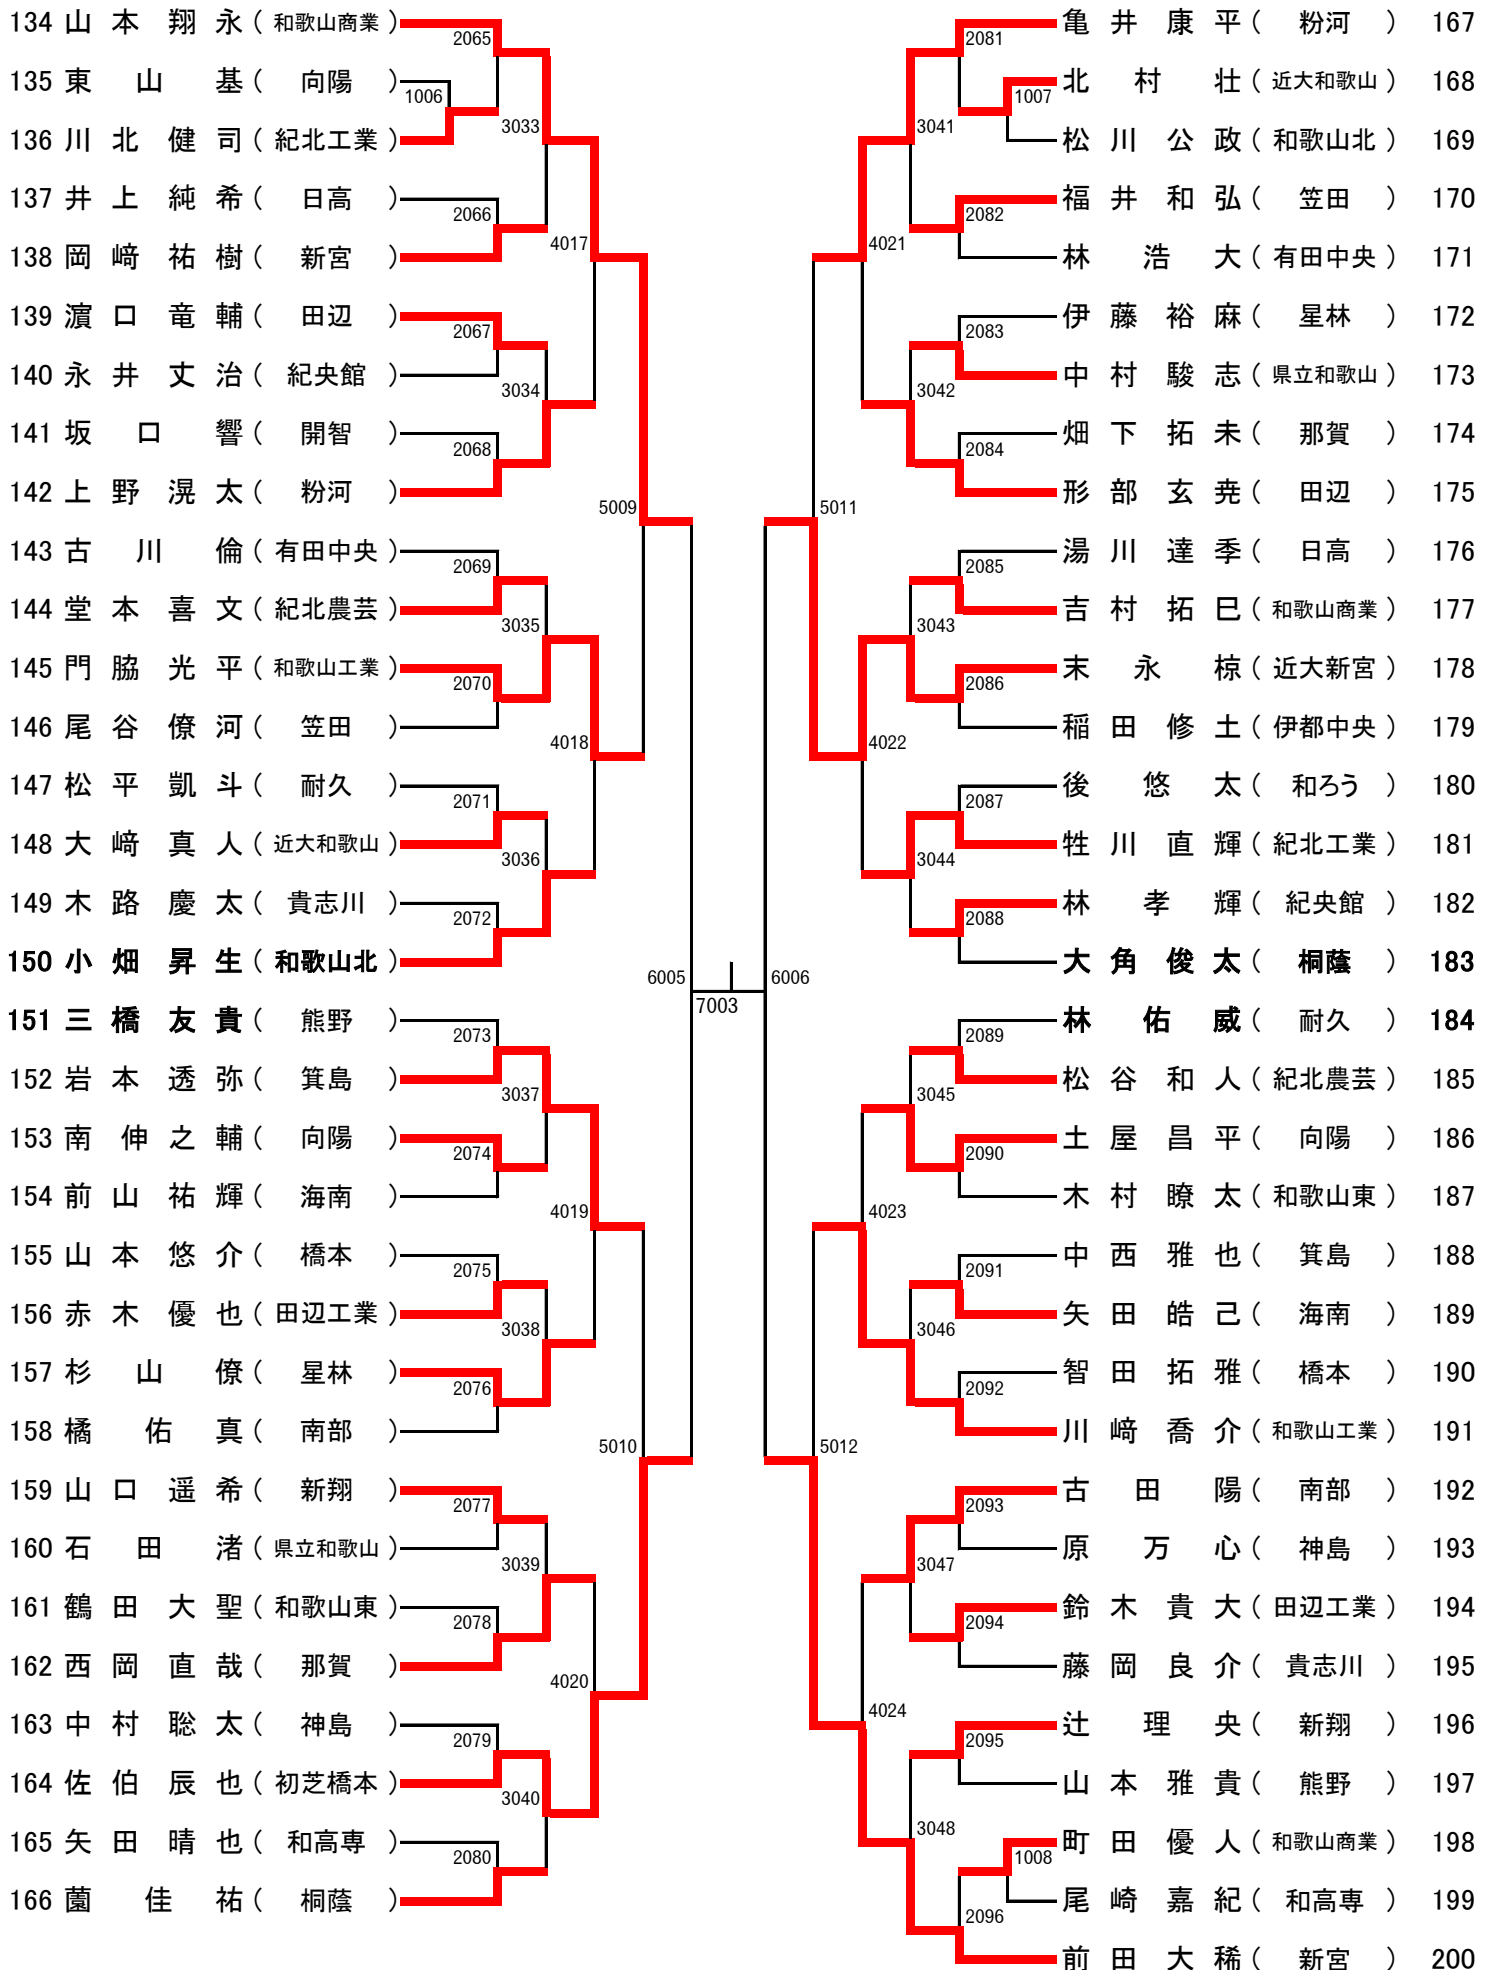 134 山本翔永 ( 和歌山商業 )
135 東山基 ( 向陽 )
136 川北健司 ( 紀北工業 )
137 井上純希 ( 日高 )
138 岡﨑祐樹 ( 新宮 )
139 濵口竜輔 ( 田辺 )
140 永井丈治 ( 紀央館 )
141 坂口響 ( 開智 )
142 上野滉太 ( 粉河 )
143 古川倫 ( 有田中央 )
144 堂本喜文 ( 紀北農芸 )
145 門脇光平 ( 和歌山工業 )
146 尾谷僚河 ( 笠田 )
147 松平凱斗 ( 耐久 )
148 大﨑真人 ( 近大和歌山 )
149 木路慶太 ( 貴志川 )
150 小畑昇生 ( 和歌山北 )
151 三橋友貴 ( 熊野 )
152 岩本透弥 ( 箕島 )
153 南伸之輔 ( 向陽 )
154 前山祐輝 ( 海南 )
155 山本悠介 ( 橋本 )
156 赤木優也 ( 田辺工業 )
157 杉山僚 ( 星林 )
158 橘佑真 ( 南部 )
159 山口遥希 ( 新翔 )
160 石田渚 ( 県立和歌山 )
161 鶴田大聖 ( 和歌山東 )
162 西岡直哉 ( 那賀 )
163 中村聡太 ( 神島 )
164 佐伯辰也 ( 初芝橋本 )
165 矢田晴也 ( 和高専 )
166 薗佳祐 ( 桐蔭 )
1006
2065
2066
2067
2068
2069
2070
2071
2072
2073
2074
2075
2076
2077
2078
2079
2080
3033
3034
3035
3036
3037
3038
3039
3040
4017
4018
4019
4020
5009
5010
6005
7003
6006
5011
5012
4021
4022
4023
4024
3041
3042
3043
3044
3045
3046
3047
3048
2081
2082
2083
2084
2085
2086
2087
2088
2089
2090
2091
2092
2093
2094
2095
2096
1007
1008
亀井康平 ( 粉河 ) 167
北村壮 ( 近大和歌山 ) 168
松川公政 ( 和歌山北 ) 169
福井和弘 ( 笠田 ) 170
林浩大 ( 有田中央 ) 171
伊藤裕麻 ( 星林 ) 172
中村駿志 ( 県立和歌山 ) 173
畑下拓未 ( 那賀 ) 174
形部玄尭 ( 田辺 ) 175
湯川達季 ( 日高 ) 176
吉村拓巳 ( 和歌山商業 ) 177
末永椋 ( 近大新宮 ) 178
稲田修土 ( 伊都中央 ) 179
後悠太 ( 和ろう ) 180
牲川直輝 ( 紀北工業 ) 181
林孝輝 ( 紀央館 ) 182
大角俊太 ( 桐蔭 ) 183
林佑威 ( 耐久 ) 184
松谷和人 ( 紀北農芸 ) 185
土屋昌平 ( 向陽 ) 186
木村瞭太 ( 和歌山東 ) 187
中西雅也 ( 箕島 ) 188
矢田皓己 ( 海南 ) 189
智田拓雅 ( 橋本 ) 190
川﨑喬介 ( 和歌山工業 ) 191
古田陽 ( 南部 ) 192
原万心 ( 神島 ) 193
鈴木貴大 ( 田辺工業 ) 194
藤岡良介 ( 貴志川 ) 195
辻理央 ( 新翔 ) 196
山本雅貴 ( 熊野 ) 197
町田優人 ( 和歌山商業 ) 198
尾崎嘉紀 ( 和高専 ) 199
前田大稀 ( 新宮 ) 200